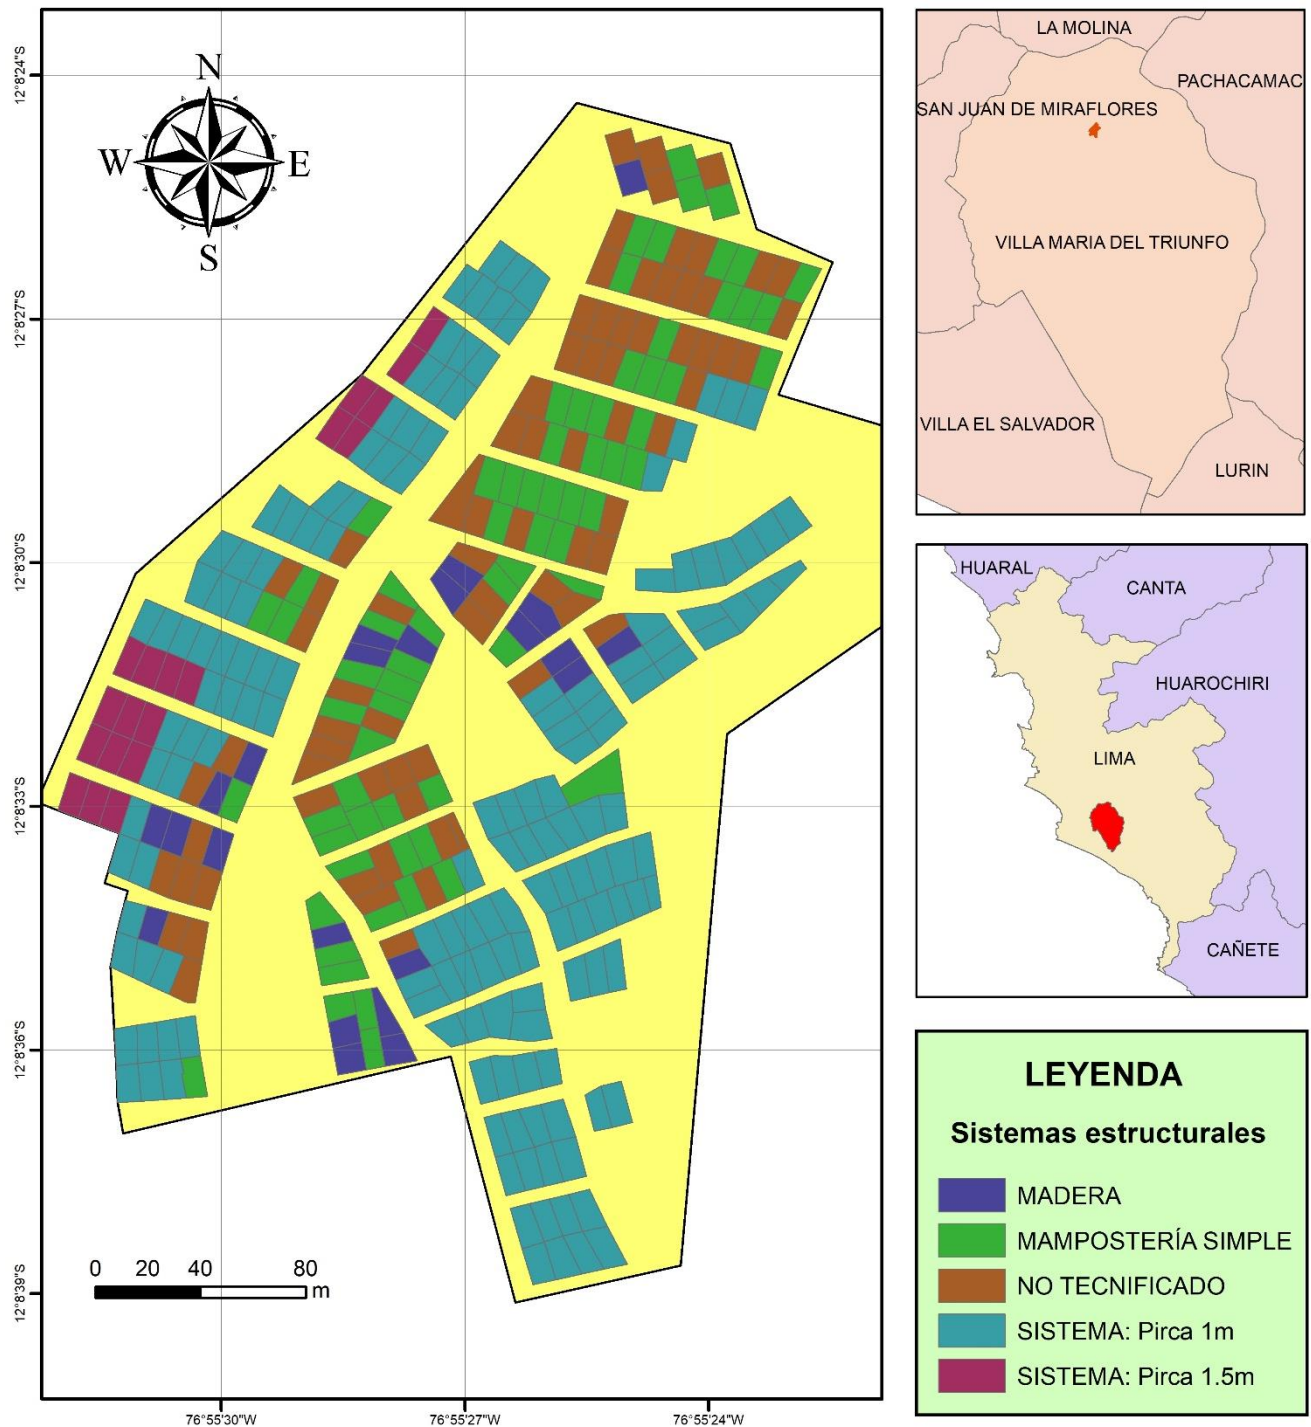 12°8'24"S
12°8'27"S
12°8'30"S
12°8'33"S
12°8'36"S
12°8'39"S
N
W
E
S
0 20 40 80
m
76°55'30"W
76°55'27"W
76°55'24"W
LA MOLINA
PACHACAMAC
SAN JUAN DE MIRAFLORES
VILLA MARIA DEL TRIUNFO
VILLA EL SALVADOR
LURIN
HUARAL
CANTA
HUAROCHIRI
LIMA
CAÑETE
LEYENDA
Sistemas estructurales
MADERA
MAMPOSTERÍA SIMPLE
NO TECNIFICADO
SISTEMA: Pirca 1m
SISTEMA: Pirca 1.5m